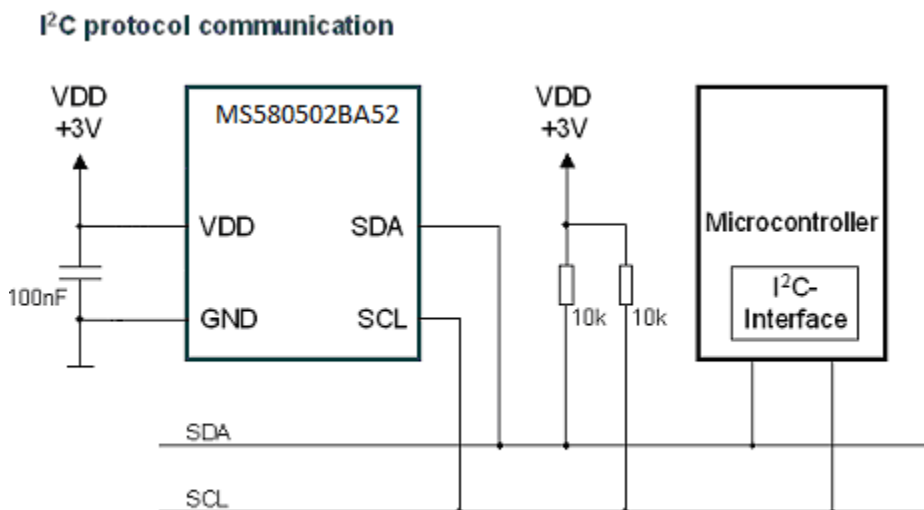 I²C protocol communication
VDD
+3V
MS580502BA52
VDD
+3V
VDD
SDA
Microcontroller
100nF
I²C-
Interface
GND
SCL
10k
10k
SDA
SCL